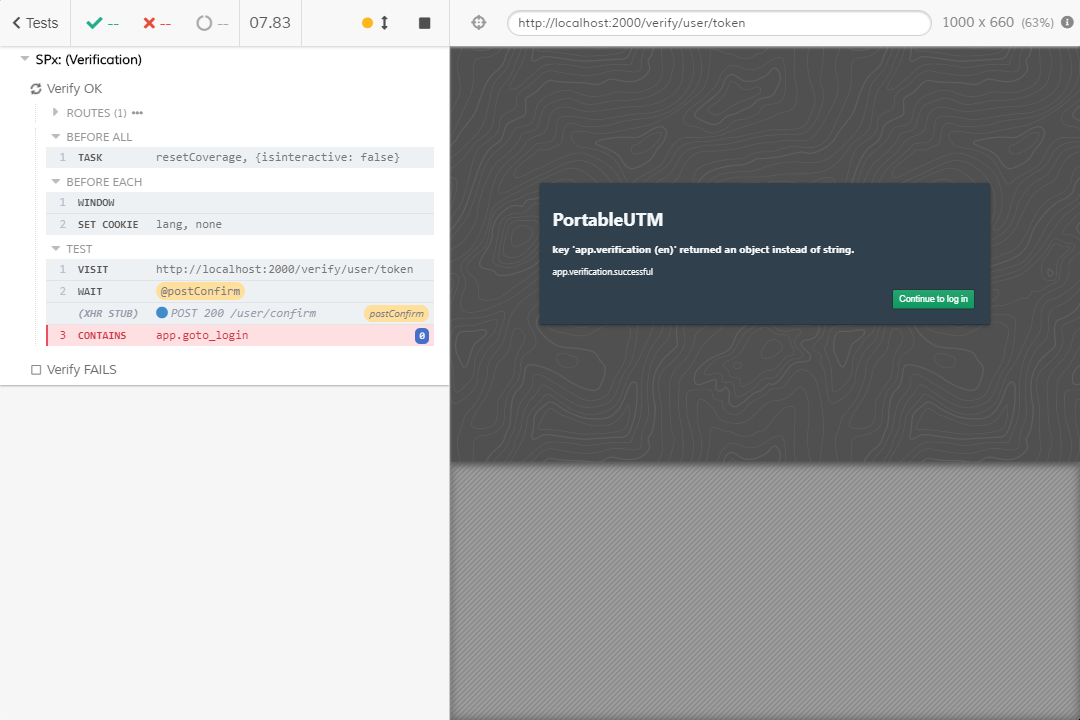 Tests
--
--
--
07.83
http://localhost:2000/verify/user/token
1000 x 660 (63%)
SPx: (Verification)
Verify OK
ROUTES (1)
BEFORE ALL
1 TASK resetCoverage, {isinteractive: false}
BEFORE EACH
1 WINDOW
2 SET COOKIE lang, none
TEST
1 VISIT http://localhost:2000/verify/user/token
2 WAIT @postConfirm
(XHR STUB) POST 200 /user/confirm postConfirm
3 CONTAINS app.goto_login 0
Verify FAILS
PortableUTM
key 'app.verification (en)' returned an object instead of string.
app.verification.successful
Continue to log in